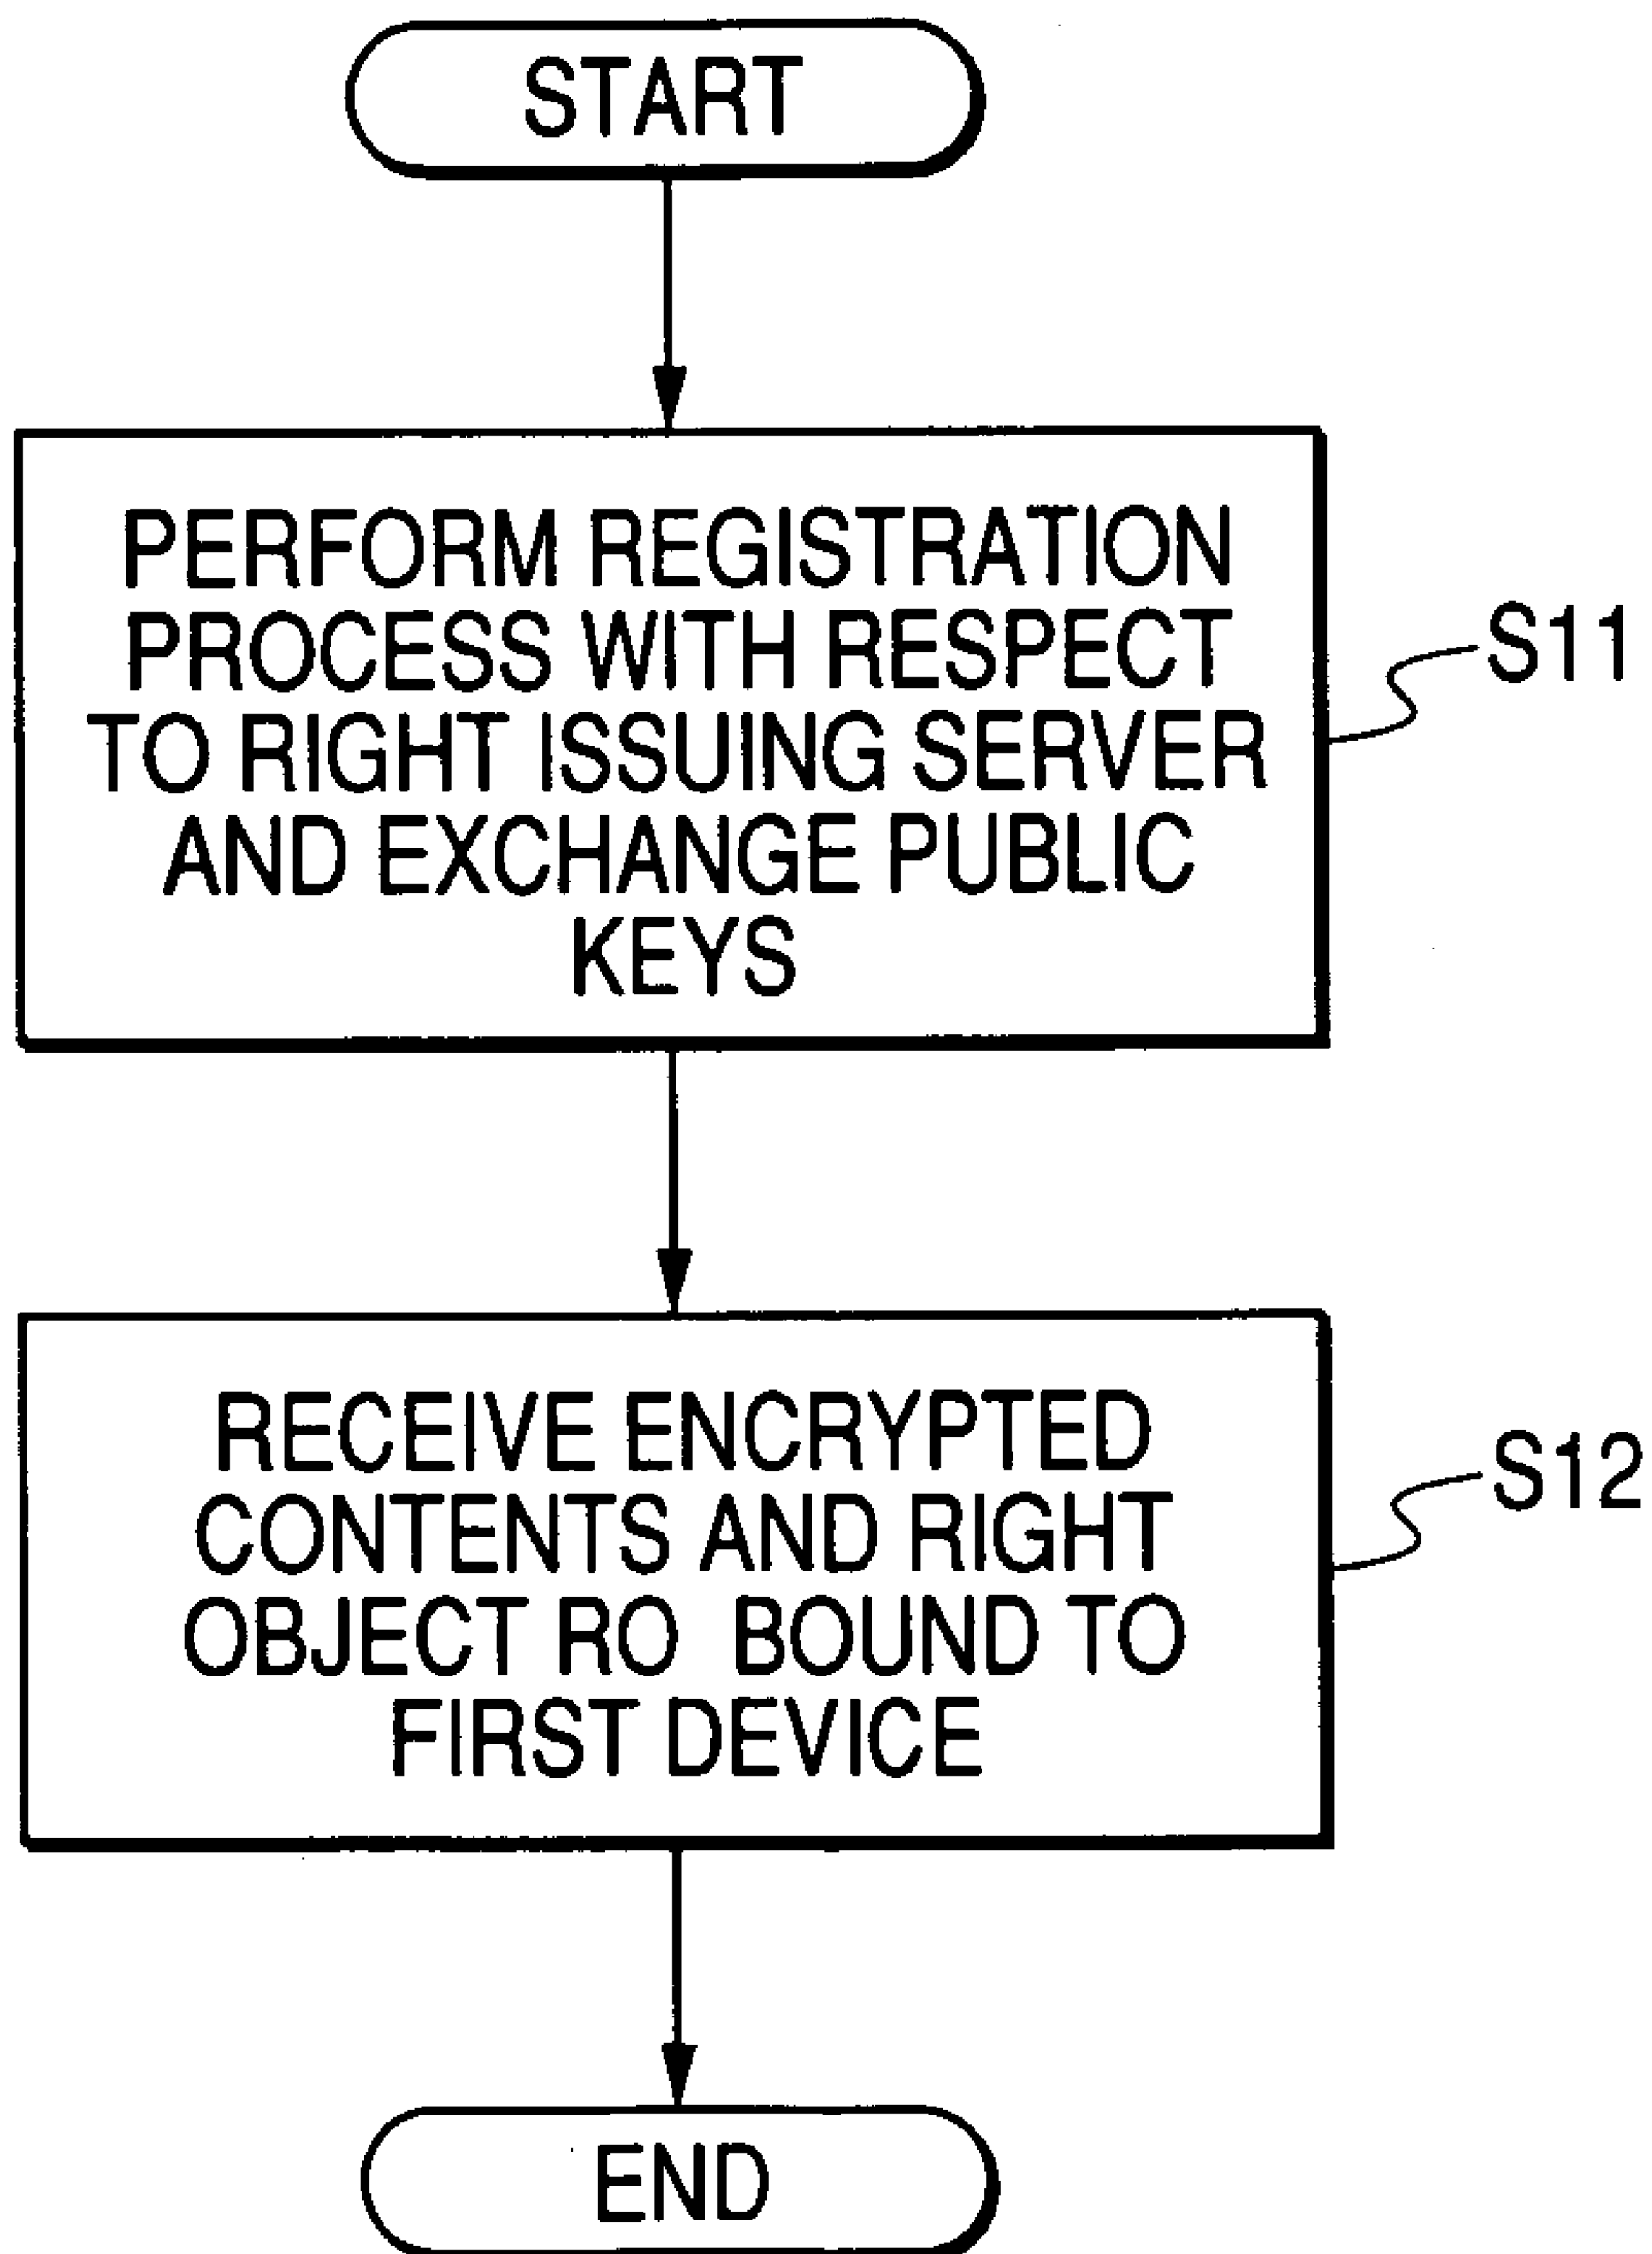 START
PERFORM REGISTRATION
PROCESS WITH RESPECT
TO RIGHT ISSUING SERVER
AND EXCHANGE PUBLIC
KEYS
S11
RECEIVE ENCRYPTED
CONTENTS AND RIGHT
OBJECT RO BOUND TO
FIRST DEVICE
S12
END